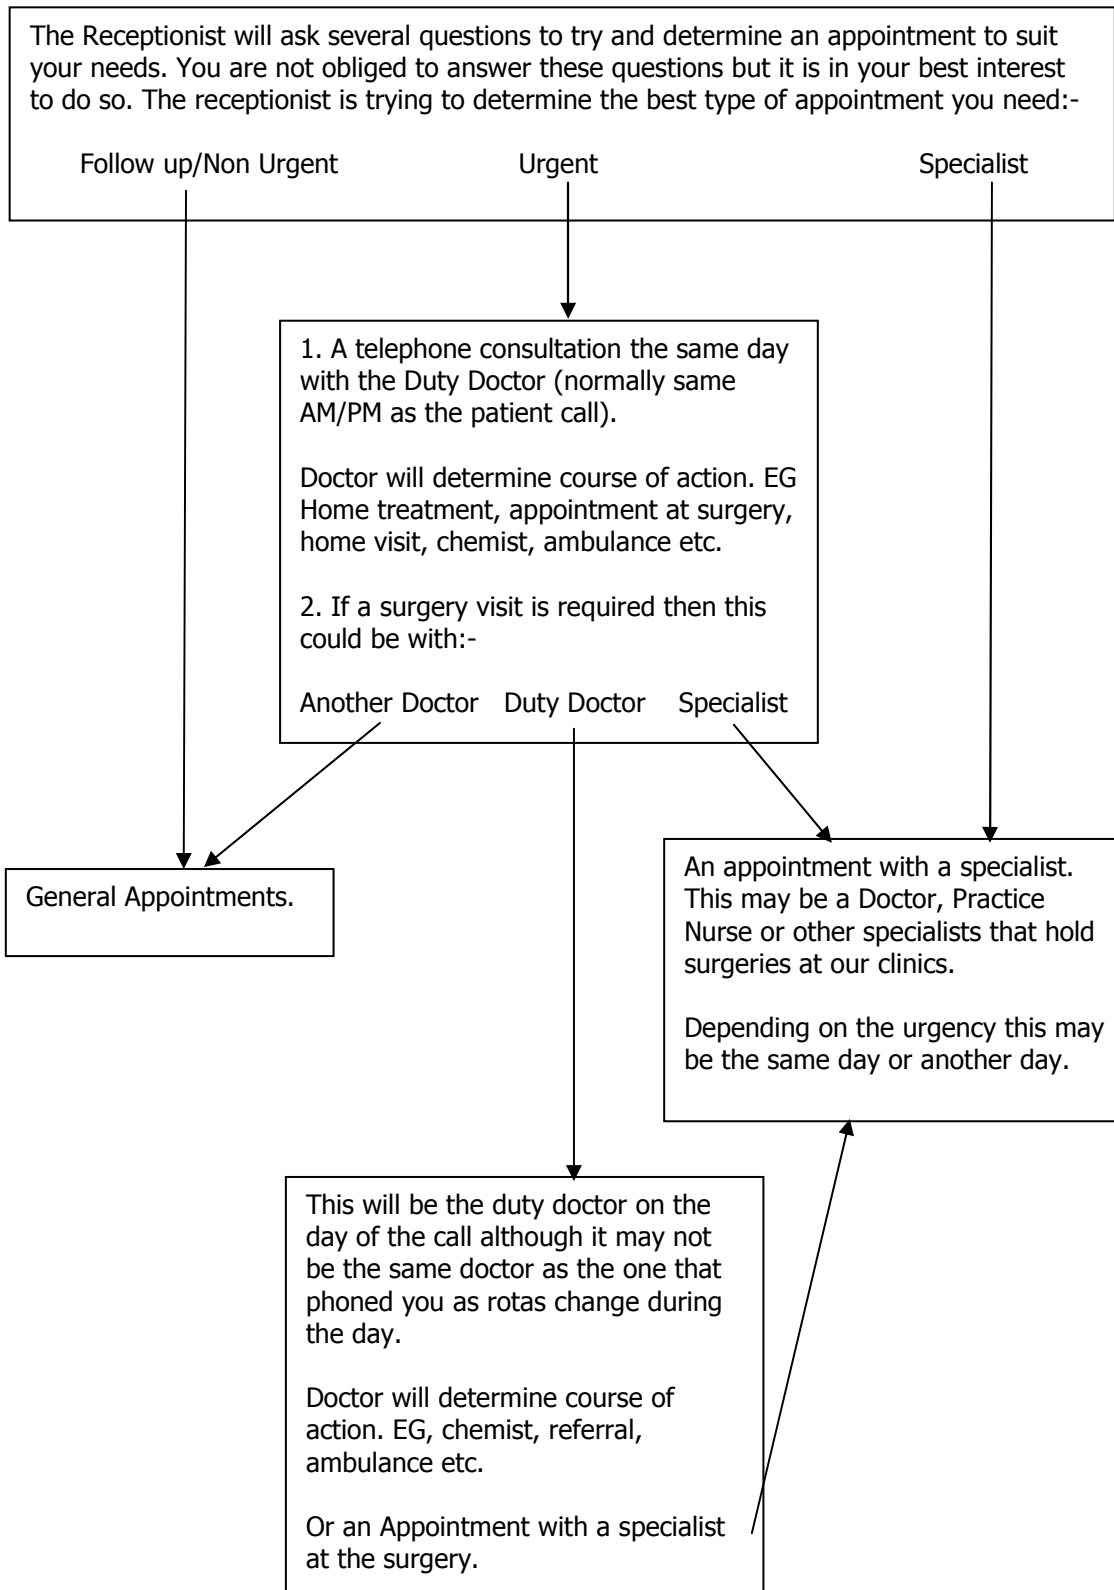 The Receptionist will ask several questions to try and determine an appointment to suit
your needs. You are not obliged to answer these questions but it is in your best interest
to do so. The receptionist is trying to determine the best type of appointment you need:-
Follow up/Non Urgent Urgent Specialist
1. A telephone consultation the same day
with the Duty Doctor (normally same
AM/PM as the patient call).
Doctor will determine course of action. EG
Home treatment, appointment at surgery,
home visit, chemist, ambulance etc.
2. If a surgery visit is required then this
could be with:-
Another Doctor Duty Doctor Specialist
General Appointments.
An appointment with a specialist.
This may be a Doctor, Practice
Nurse or other specialists that hold
surgeries at our clinics.
Depending on the urgency this may
be the same day or another day.
This will be the duty doctor on the
day of the call although it may not
be the same doctor as the one that
phoned you as rotas change during
the day.
Doctor will determine course of
action. EG, chemist, referral,
ambulance etc.
Or an Appointment with a specialist
at the surgery.